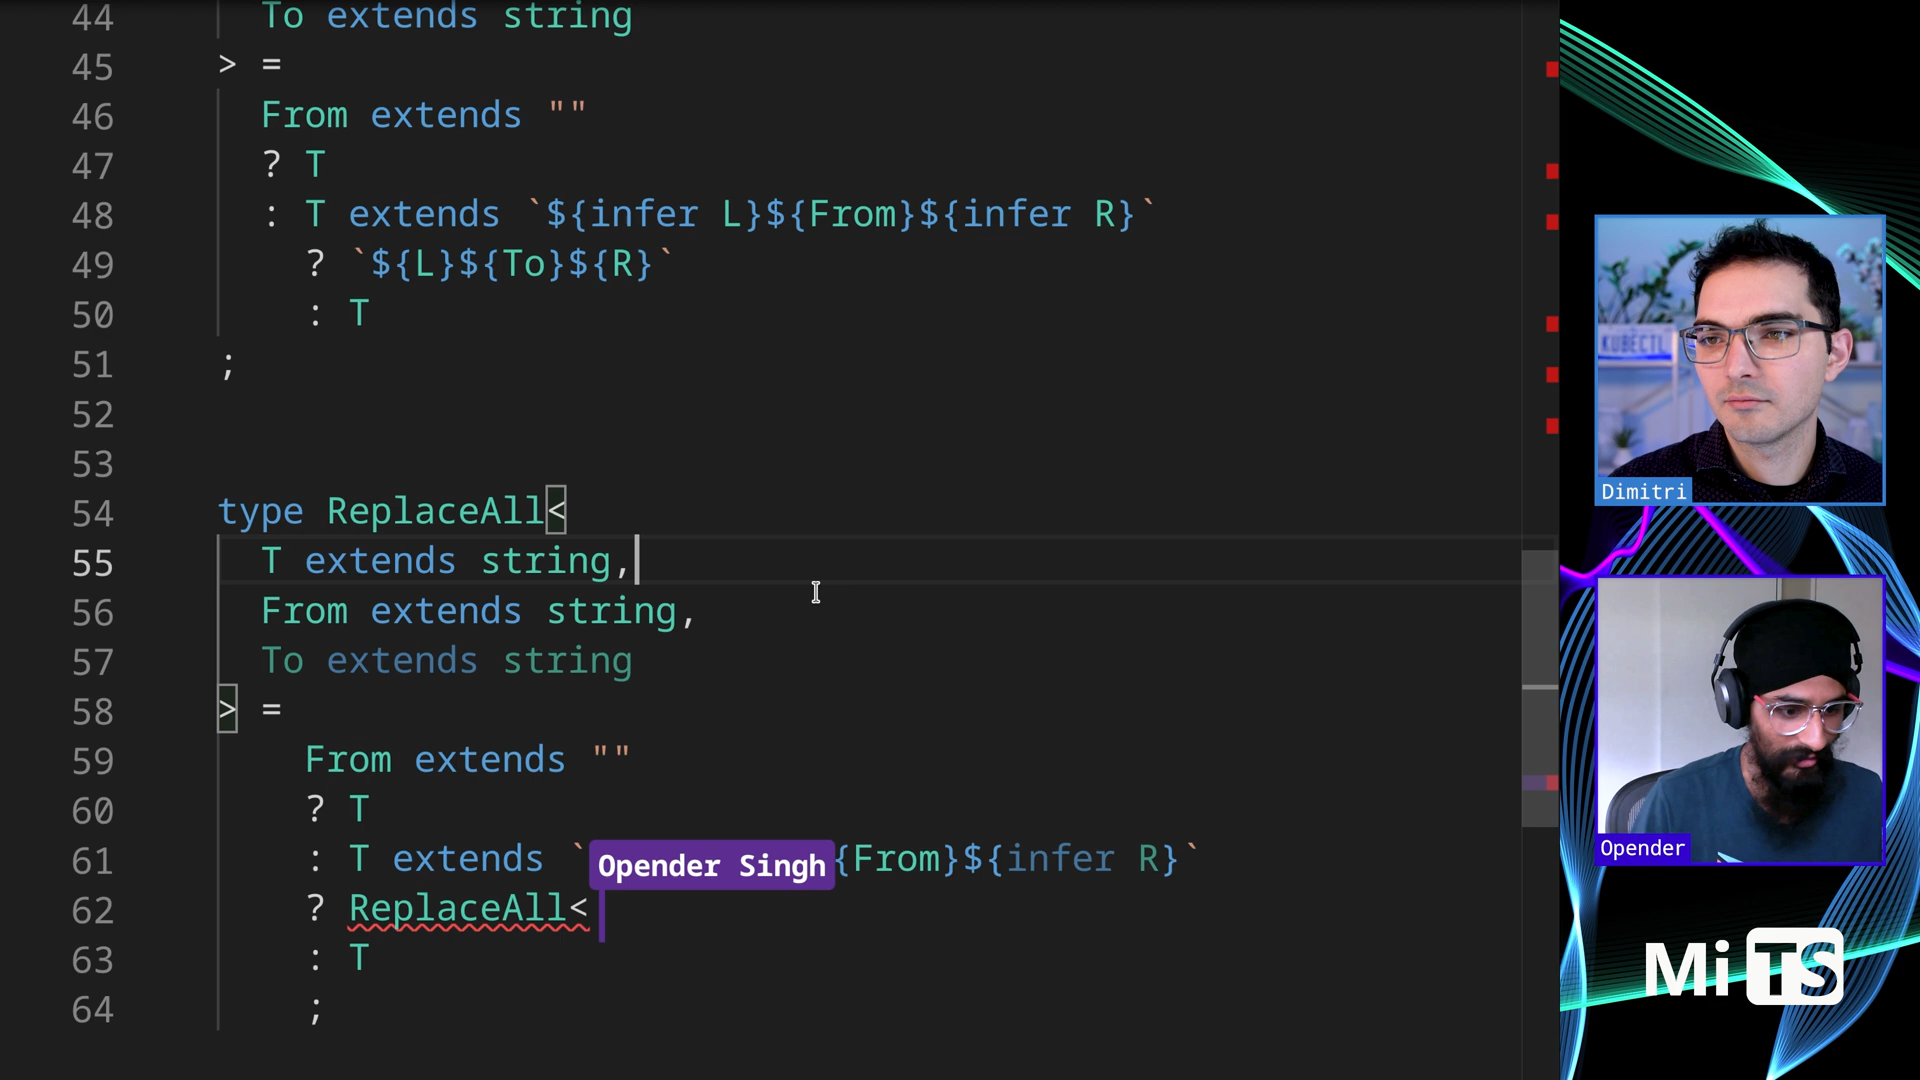 44 To extends string
45 > =
46 From extends ""
47 ? T
48 : T extends `${infer L}${From}${infer R}`
49 ? `${L}${To}${R}`
50 : T
51 ;
52
53
54 type ReplaceAll<
55 T extends string,
56 From extends string,
57 To extends string
58 > =
59 From extends ""
60 ? T
61 : T extends ` {From}${infer R}`
Opender Singh
62 ? ReplaceAll<
63 : T
64 ;
KUBECTL
Dimitri
Opender
MiTS